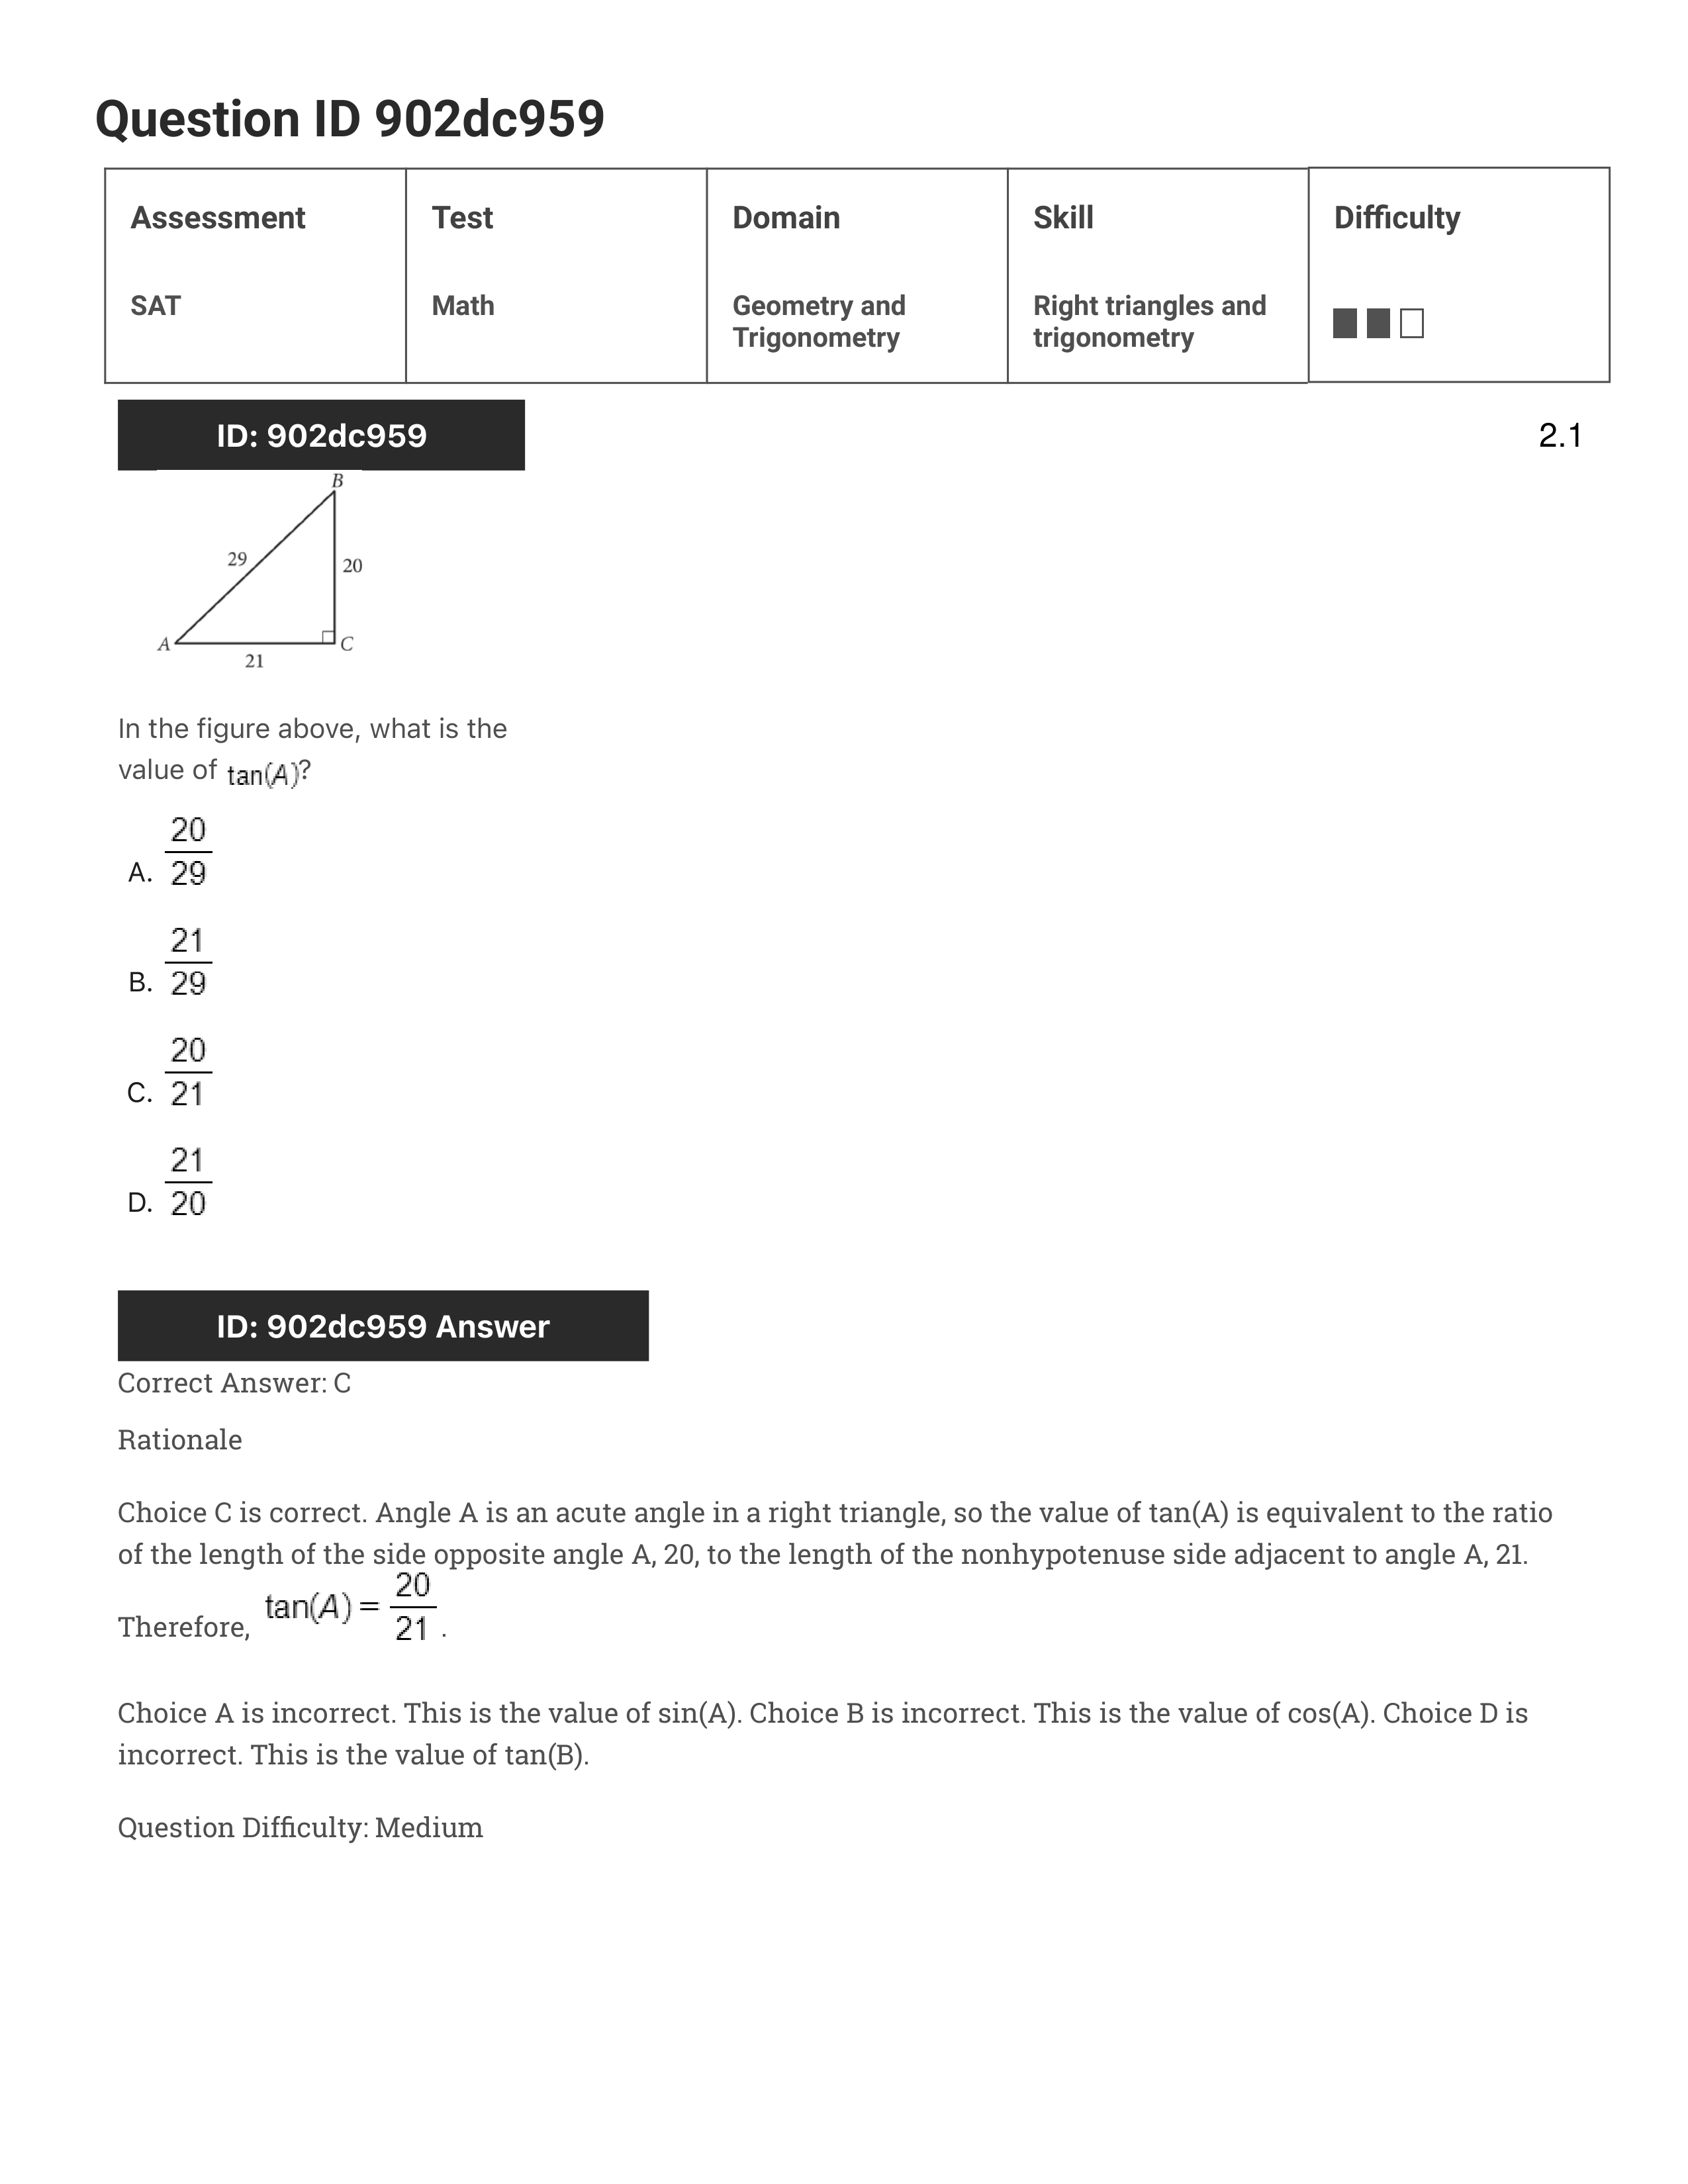 Question ID 902dc959
Assessment Test Domain Skill Difficulty
SAT Math Geometry and Trigonometry Right triangles and trigonometry
ID: 902dc959
2.1
B
29
20
A
C
21
In the figure above, what is the
value of tan(A)?
A. 20/29
B. 21/29
C. 20/21
D. 21/20
ID: 902dc959 Answer
Correct Answer: C
Rationale
Choice C is correct. Angle A is an acute angle in a right triangle, so the value of tan(A) is equivalent to the ratio
of the length of the side opposite angle A, 20, to the length of the nonhypotenuse side adjacent to angle A, 21.
Therefore, tan(A) = 20/21 .
Choice A is incorrect. This is the value of sin(A). Choice B is incorrect. This is the value of cos(A). Choice D is
incorrect. This is the value of tan(B).
Question Difficulty: Medium